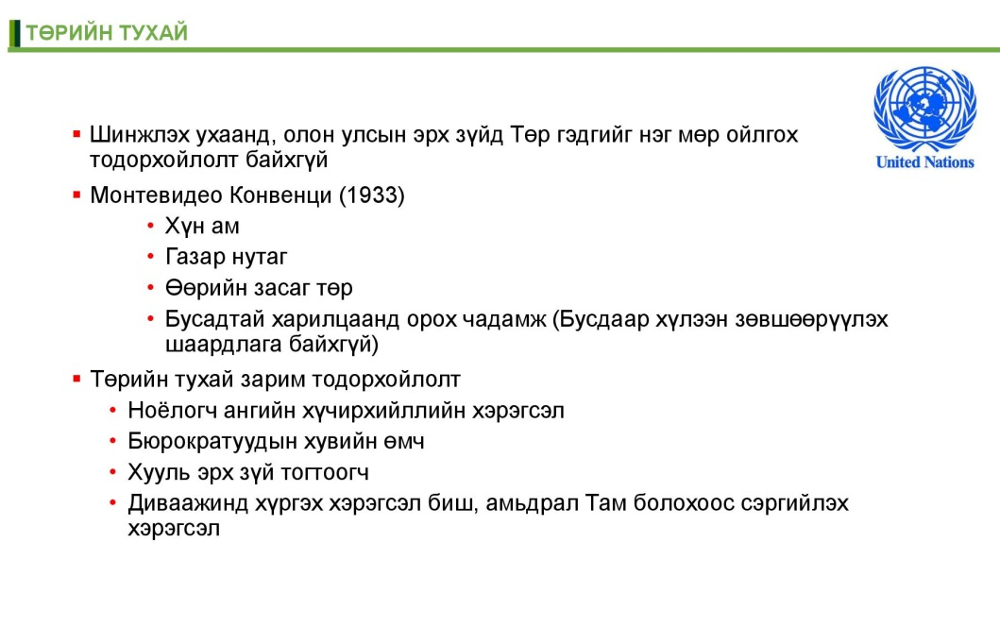 ТӨРИЙН ТУХАЙ
United Nations
▪ Шинжлэх ухаанд, олон улсын эрх зүйд Төр гэдгийг нэг мөр ойлгох
тодорхойлолт байхгүй
▪ Монтевидео Конвенци (1933)
• Хүн ам
• Газар нутаг
• Өөрийн засаг төр
• Бусадтай харилцаанд орох чадамж (Бусдаар хүлээн зөвшөөрүүлэх
шаардлага байхгүй)
▪ Төрийн тухай зарим тодорхойлолт
• Ноёлогч ангийн хүчирхийллийн хэрэгсэл
• Бюрократуудын хувийн өмч
• Хууль эрх зүй тогтоогч
• Диваажинд хүргэх хэрэгсэл биш, амьдрал Там болохоос сэргийлэх
хэрэгсэл